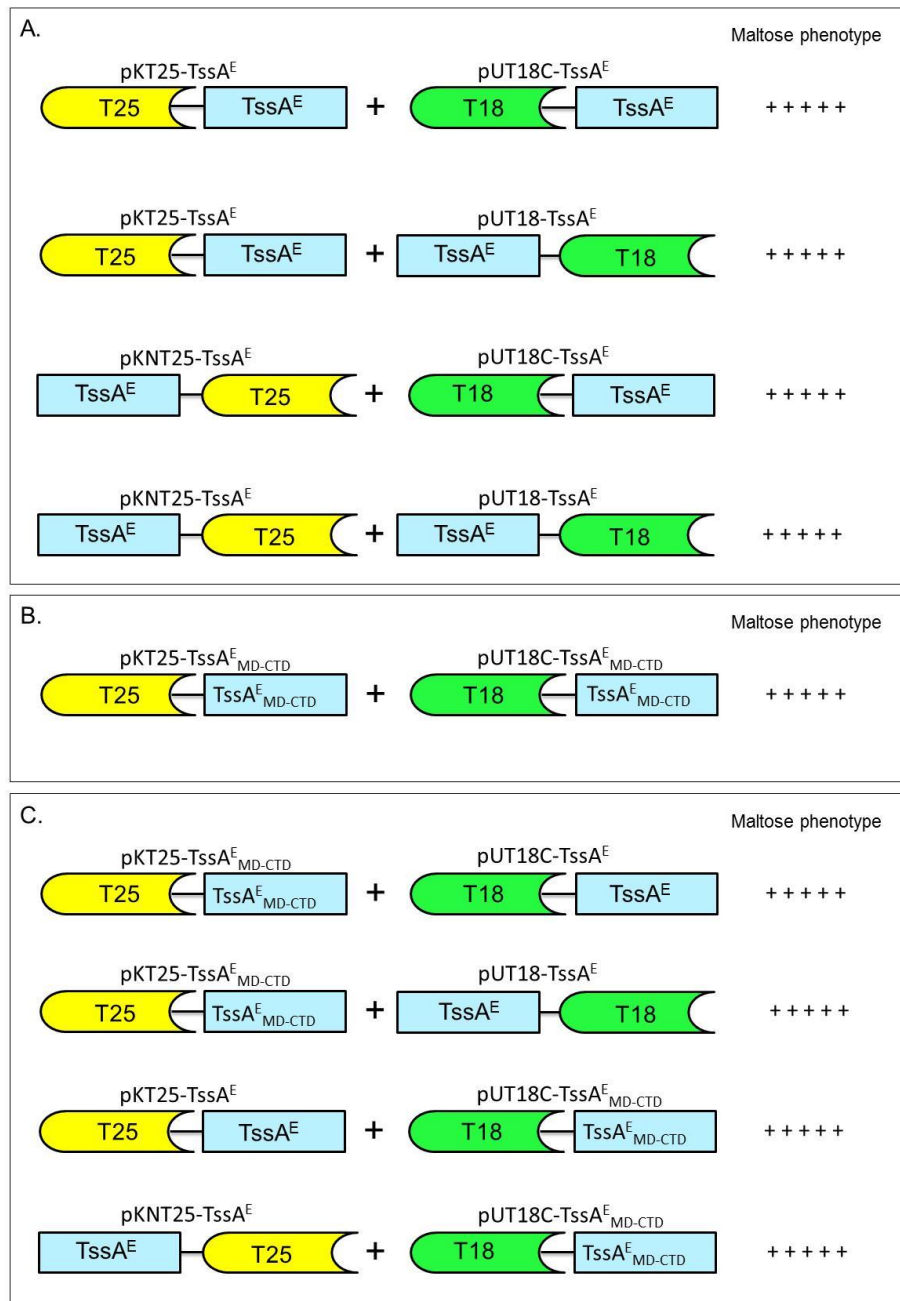 A.
Maltose phenotype
pKT25-TssAᴱ pUT18C-TssAᴱ
T25 TssAᴱ + T18 TssAᴱ + + + + +
pKT25-TssAᴱ pUT18-TssAᴱ
T25 TssAᴱ + TssAᴱ T18 + + + + +
pKNT25-TssAᴱ pUT18C-TssAᴱ
TssAᴱ T25 + T18 TssAᴱ + + + + +
pKNT25-TssAᴱ pUT18-TssAᴱ
TssAᴱ T25 + TssAᴱ T18 + + + + +
B.
Maltose phenotype
pKT25-TssAᴱMD-CTD pUT18C-TssAᴱMD-CTD
T25 TssAᴱMD-CTD + T18 TssAᴱMD-CTD + + + + +
C.
Maltose phenotype
pKT25-TssAᴱMD-CTD pUT18C-TssAᴱ
T25 TssAᴱMD-CTD + T18 TssAᴱ + + + + +
pKT25-TssAᴱMD-CTD pUT18-TssAᴱ
T25 TssAᴱMD-CTD + TssAᴱ T18 + + + + +
pKT25-TssAᴱ pUT18C-TssAᴱMD-CTD
T25 TssAᴱ + T18 TssAᴱMD-CTD + + + + +
pKNT25-TssAᴱ pUT18C-TssAᴱMD-CTD
TssAᴱ T25 + T18 TssAᴱMD-CTD + + + + +